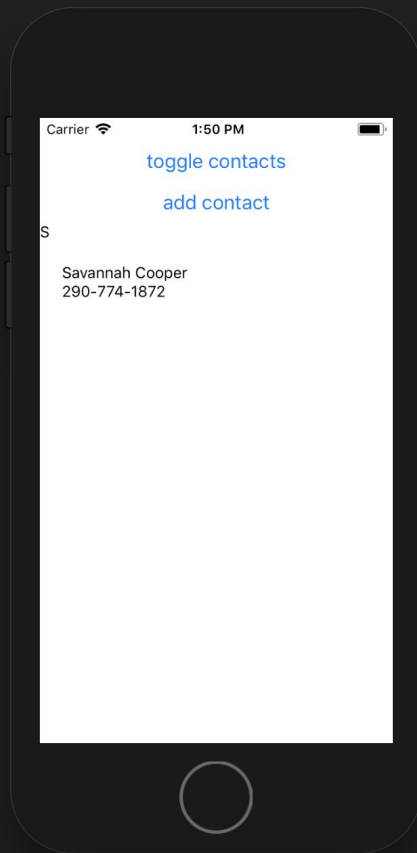 Carrier 1:50 PM
toggle contacts
add contact
S
Savannah Cooper
290-774-1872